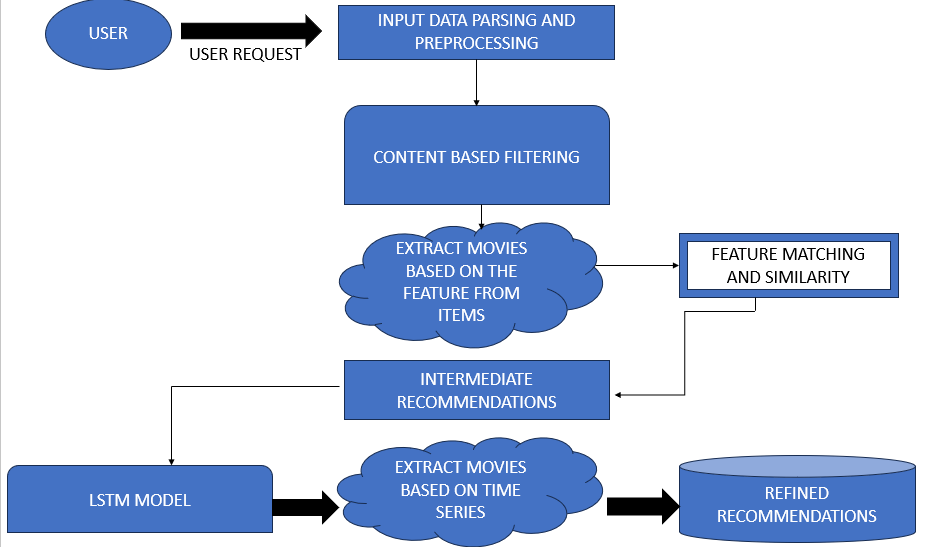 USER
USER REQUEST
INPUT DATA PARSING AND
PREPROCESSING
CONTENT BASED FILTERING
EXTRACT MOVIES
BASED ON THE
FEATURE FROM
ITEMS
FEATURE MATCHING
AND SIMILARITY
INTERMEDIATE
RECOMMENDATIONS
LSTM MODEL
EXTRACT MOVIES
BASED ON TIME
SERIES
REFINED
RECOMMENDATIONS